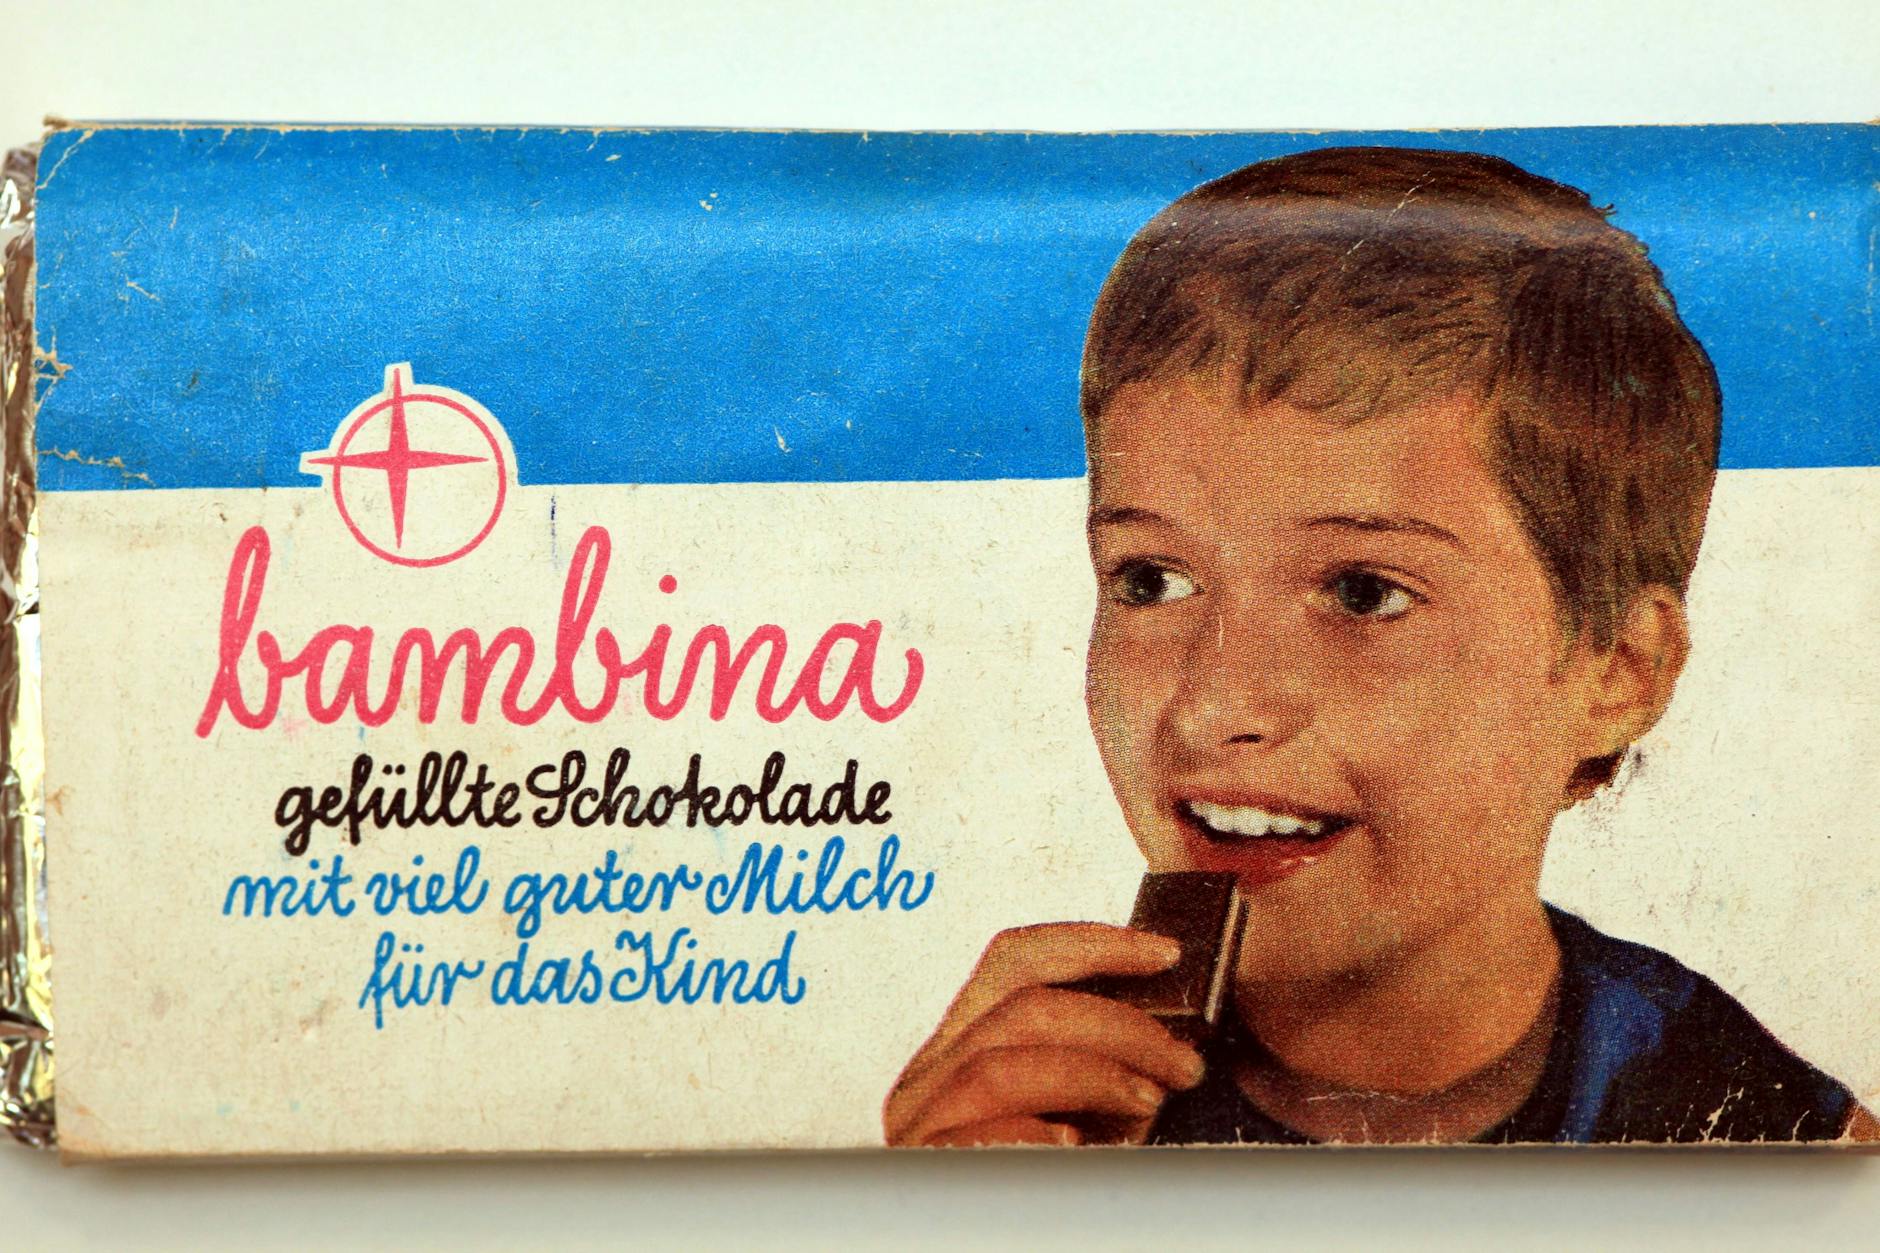 bambina
gefüllte Schokolade
mit viel guter Milch
für das Kind